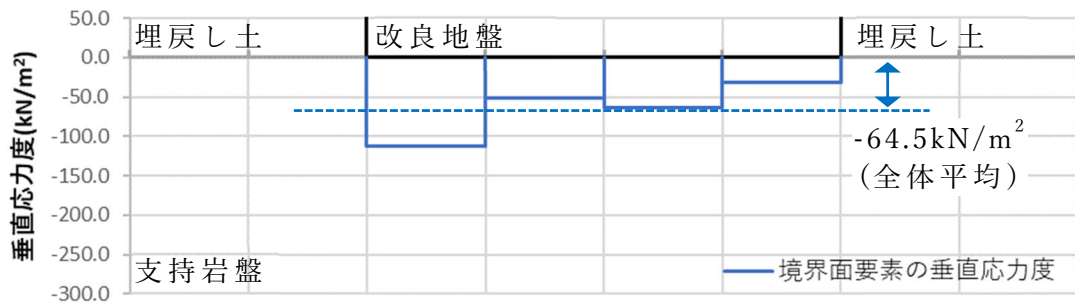 50.0
0.0
-50.0
-100.0
-150.0
-200.0
-250.0
-300.0
垂直応力度(kN/m²)
埋戻し土
改良地盤
埋戻し土
-64.5kN/m²
(全体平均)
支持岩盤
境界面要素の垂直応力度